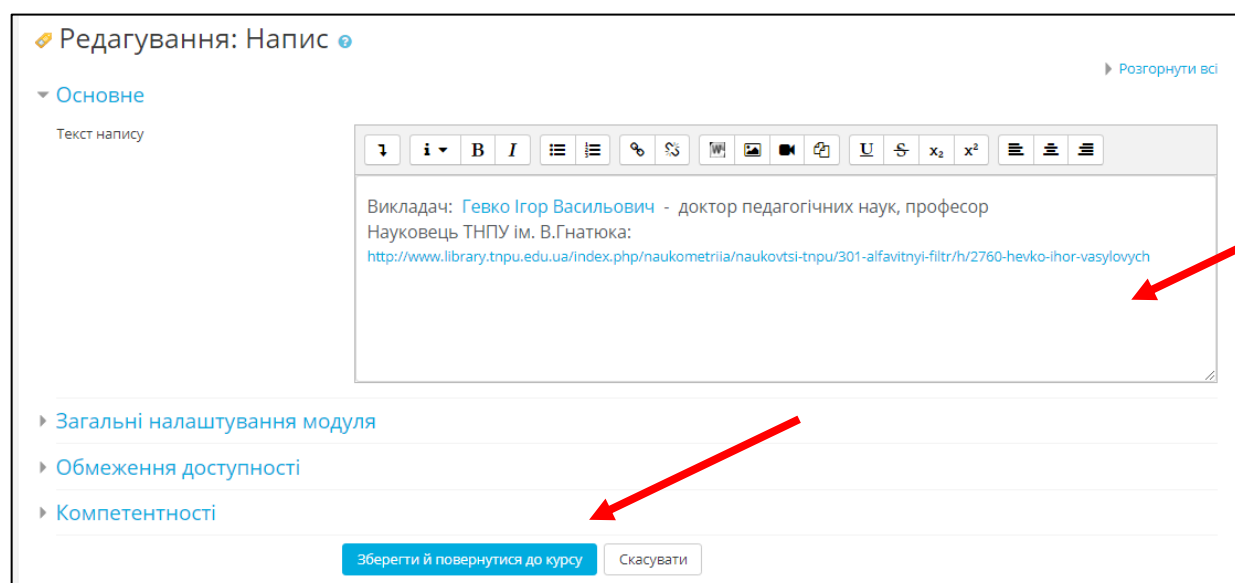 Редагування: Напис
Розгорнути всі
Основне
Текст напису
Викладач: Гевко Ігор Васильович - доктор педагогічних наук, професор
Науковець ТНПУ ім. В.Гнатюка:
http://www.library.tnpu.edu.ua/index.php/naukometriia/naukovtsi-tnpu/301-alfavitnyi-filtr/h/2760-hevko-ihor-vasylovych
Загальні налаштування модуля
Обмеження доступності
Компетентності
Зберегти й повернутися до курсу Скасувати